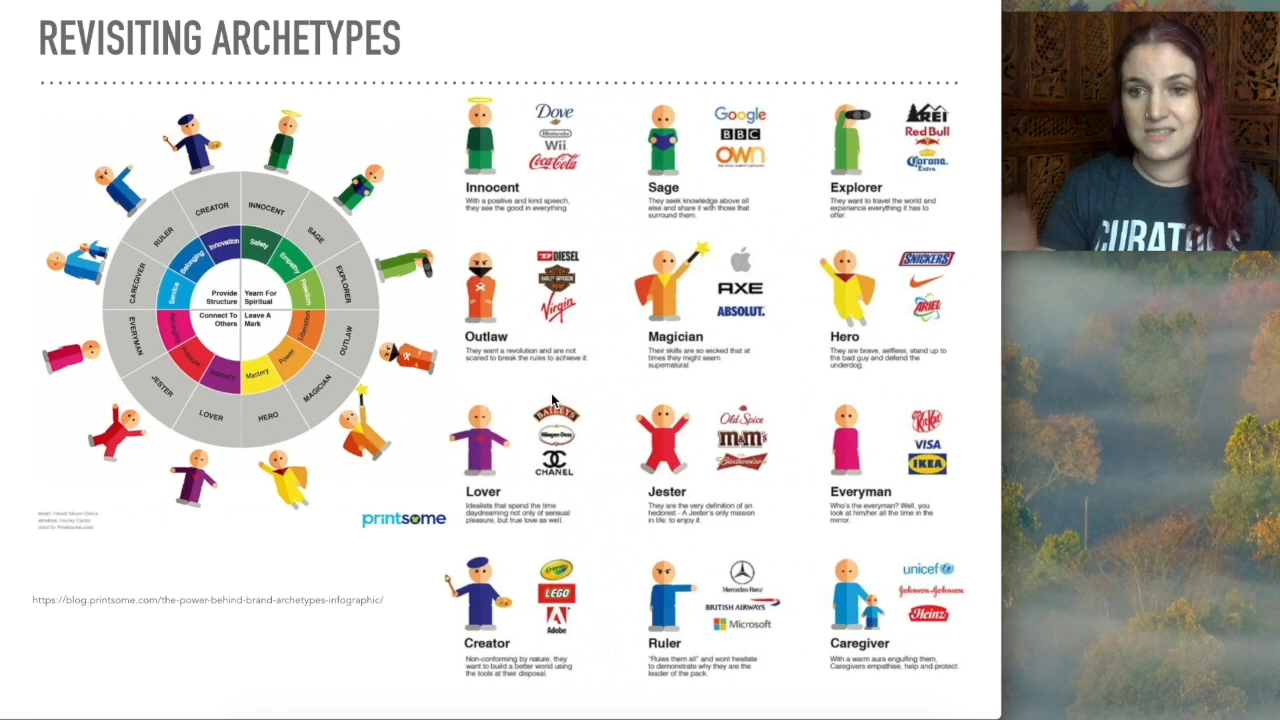 REVISITING ARCHETYPES
CREATOR
INNOCENT
RULER
SAGE
CAREGIVER
EXPLORER
EVERYMAN
OUTLAW
JESTER
MAGICIAN
LOVER
HERO
Innovation
Safety
Belonging
Empathy
Service
Freedom
Liberation
Power
Mastery
Provide
Structure
Yearn For
Spiritual
Connect To
Others
Leave A
Mark
printsome
https://blog.printsome.com/the-power-behind-brand-archetypes-infographic/
Dove
Nintendo
Wii
Coca-Cola
Innocent
With a positive and kind speech,
they see the good in everything.
Google
BBC
OWN
Sage
They seek knowledge above all
else and share it with those that
surround them.
REI
Red Bull
Corona.
Extra
Explorer
They want to travel the world and
experience everything it has to
offer.
DIESEL
HARLEY-DAVIDSON
Virgin
Outlaw
They want a revolution and are not
scared to break the rules to achieve it.
AXE
ABSOLUT.
Magician
Their skills are so wicked that at
times they might seem
supernatural.
SNICKERS
ARIEL
Hero
They are brave, selfless, stand up to
the bad guy and defend the
underdog.
BAILEYS
Häagen-Dazs
CHANEL
Lover
Idealists that spend the time
daydreaming not only of sensual
pleasure, but true love as well.
Old Spice
m&m's
Budweiser
Jester
They are the very definition of an
hedonist - A Jester's only mission
in life: to enjoy it.
KitKat
VISA
IKEA
Everyman
Who's the everyman? Well, you
look at him/her all the time in the
mirror.
Crayola
LEGO
Adobe
Creator
Non-conforming by nature, they
want to build a better world using
the tools at their disposal.
Mercedes-Benz
BRITISH AIRWAYS
Microsoft
Ruler
"Rules them all" and wont hesitate
to demonstrate why they are the
leader of the pack.
unicef
Johnson&Johnson
Heinz
Caregiver
With a warm aura engulfing them,
Caregivers empathise, help and protect.